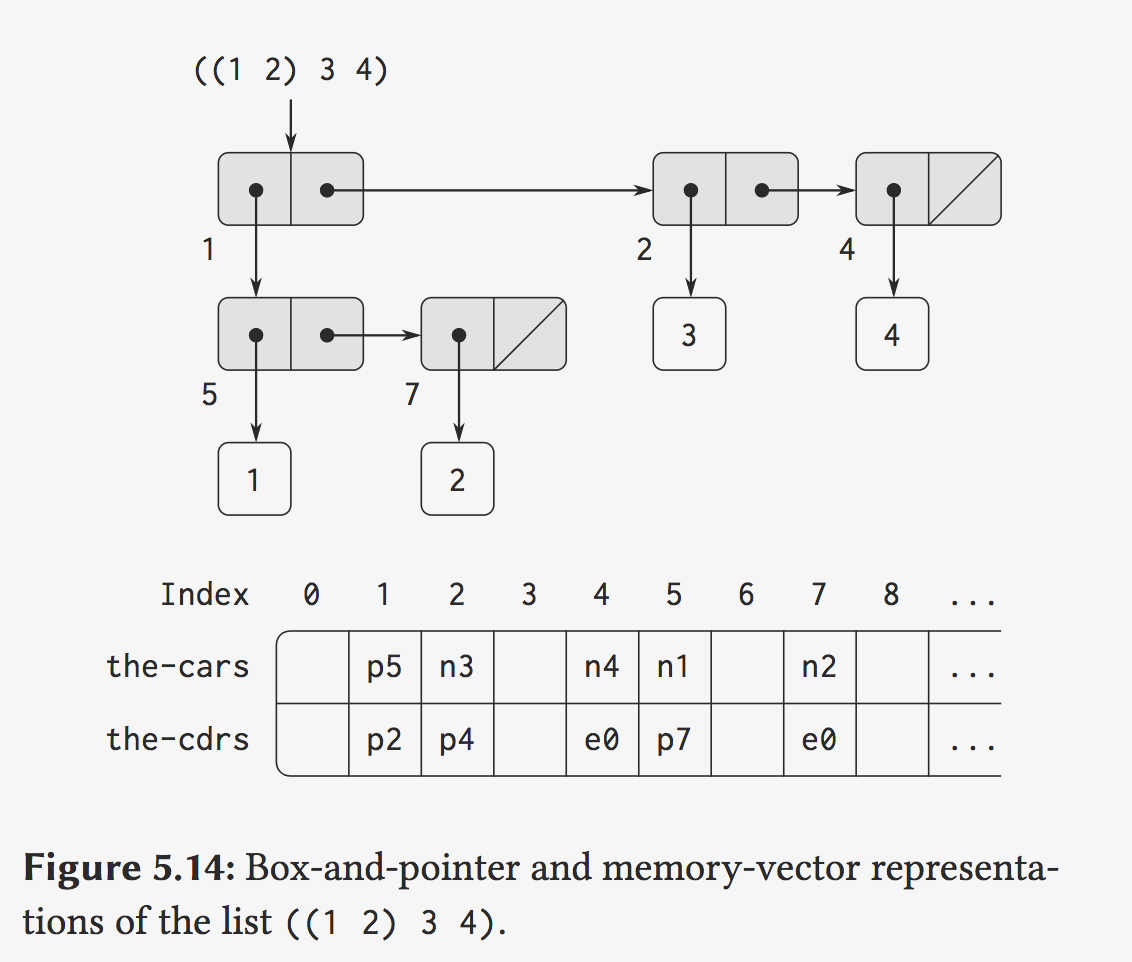 ((1 2) 3 4)
1
2
4
3
4
5
7
1
2
Index 0 1 2 3 4 5 6 7 8 ...
the-cars p5 n3 n4 n1 n2 ...
the-cdrs p2 p4 e0 p7 e0 ...
Figure 5.14: Box-and-pointer and memory-vector representa-
tions of the list ((1 2) 3 4).